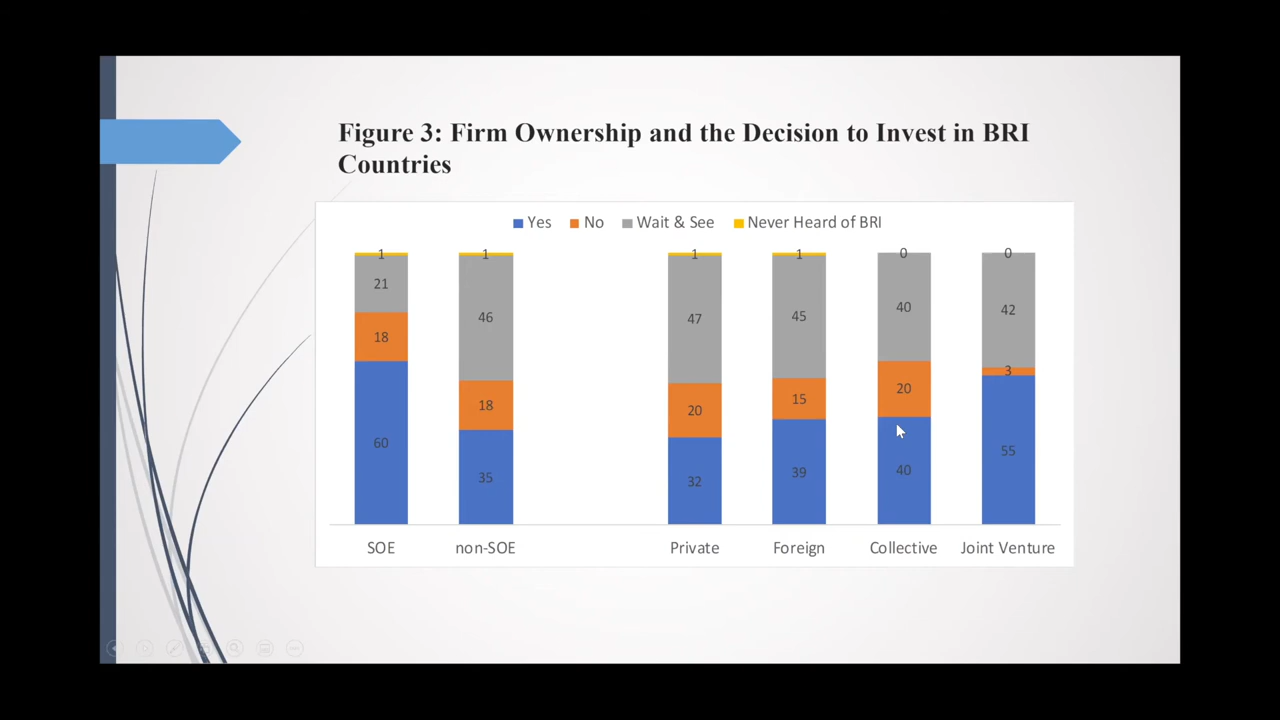 Figure 3: Firm Ownership and the Decision to Invest in BRI
Countries
Yes No Wait & See Never Heard of BRI
1 1 1 1 0 0
21 46 47 45 40 42
18 18 20 15 20 3
60 35 32 39 40 55
SOE non-SOE Private Foreign Collective Joint Venture